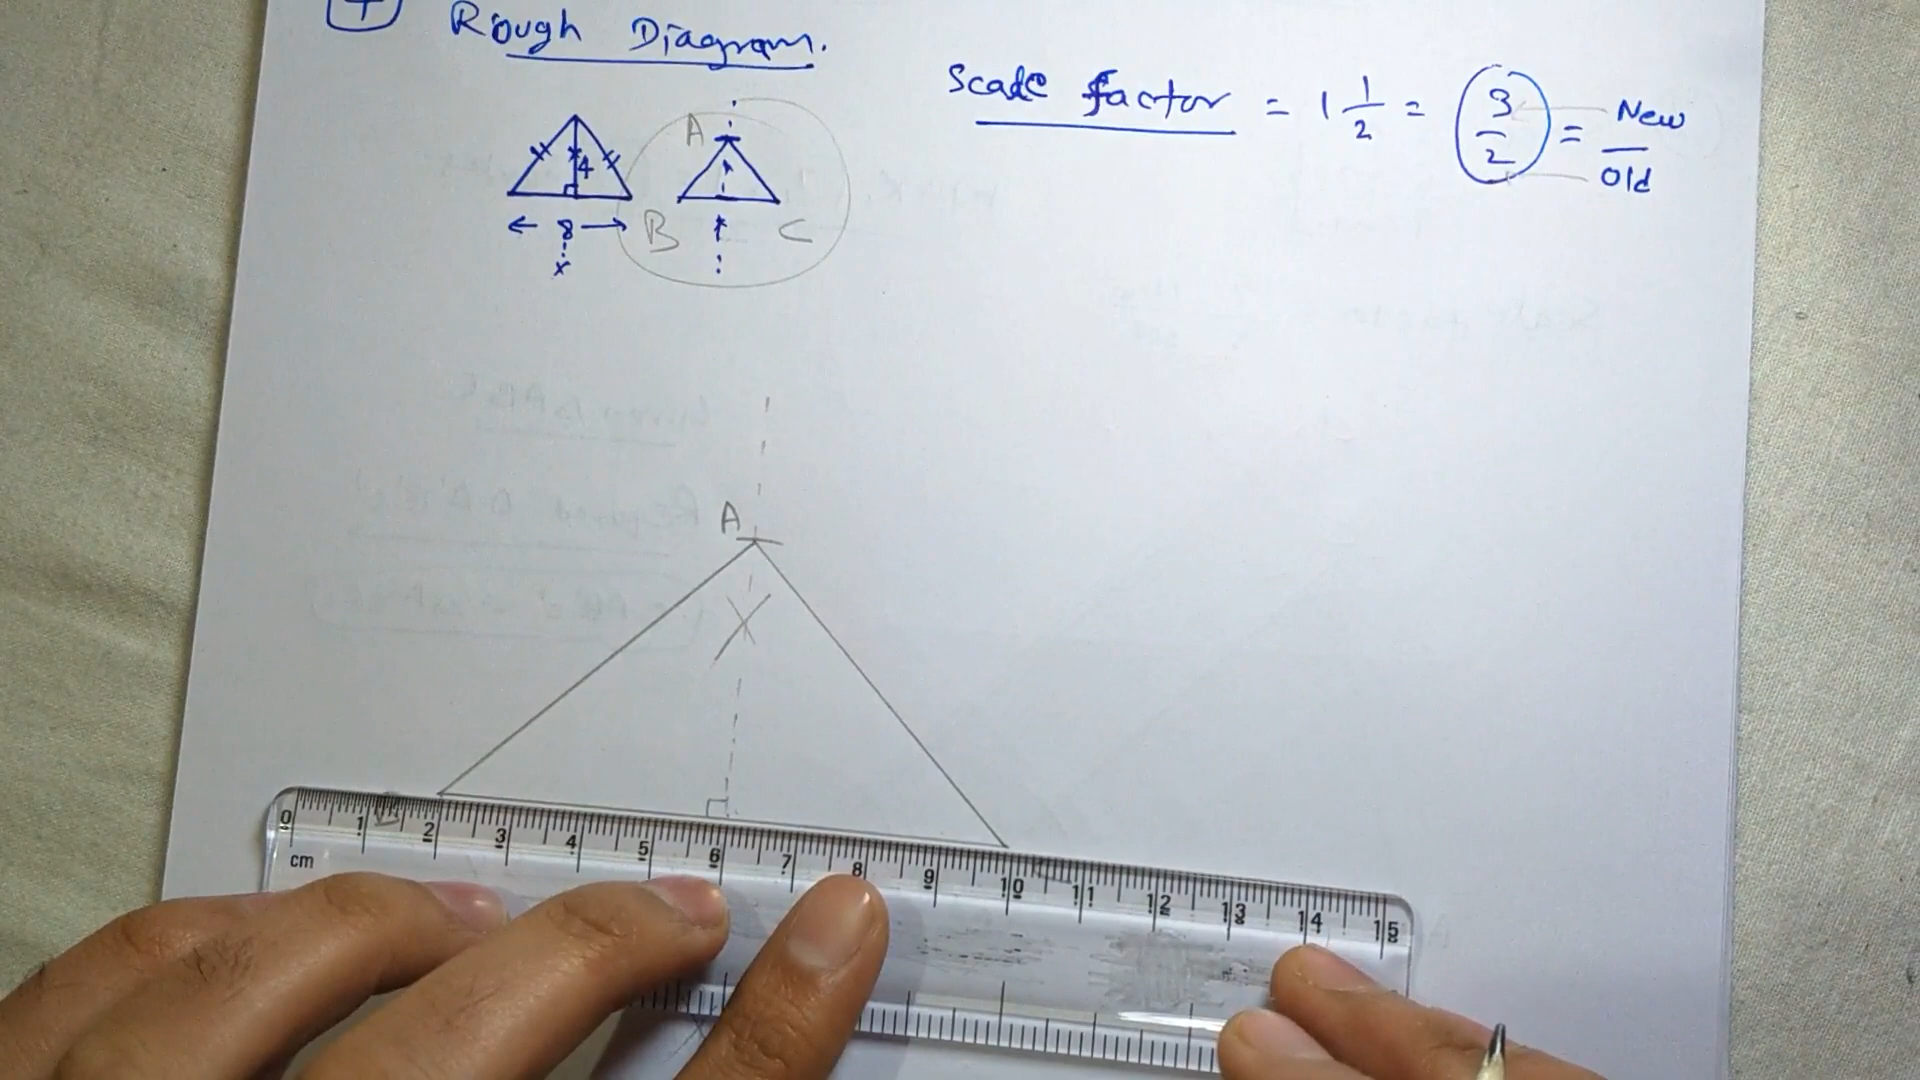 Rough Diagram.
Scale factor = 1 1/2 = 3/2 = New/Old
A
4
8
x
B C
A
0 1 2 3 4 5 6 7 8 9 10 11 12 13 14 15
cm